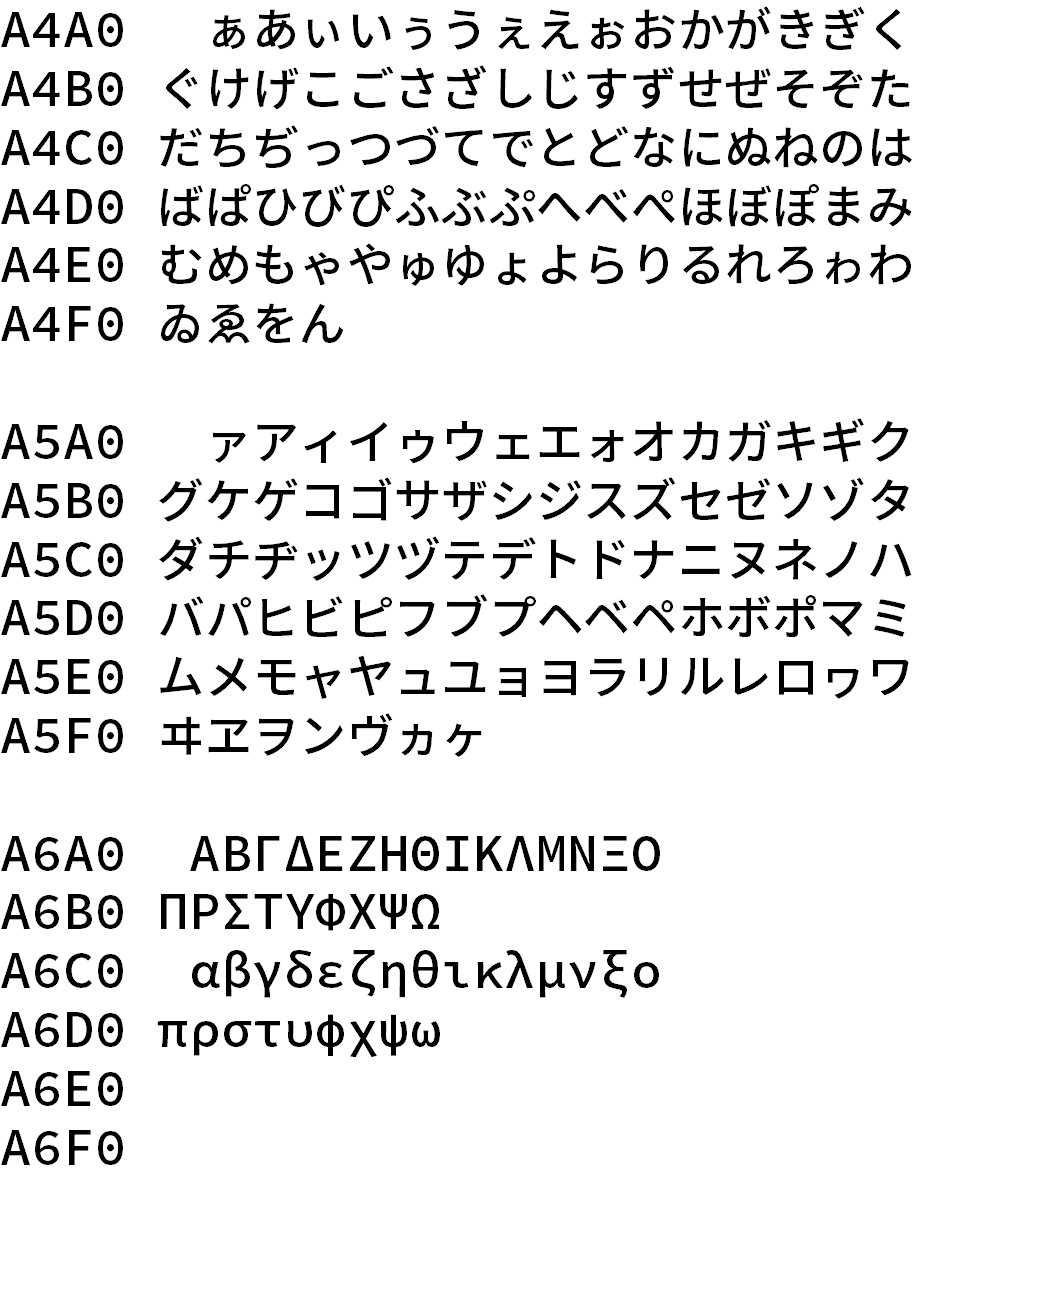 A4A0  ぁあぃいぅうぇえぉおかがきぎく
A4B0 ぐけげこごさざしじすずせぜそぞた
A4C0 だちぢっつづてでとどなにぬねのは
A4D0 ばぱひびぴふぶぷへべぺほぼぽまみ
A4E0 むめもゃやゅゆょよらりるれろゎわ
A4F0 ゐゑをん
A5A0  ァアィイゥウェエォオカガキギク
A5B0 グケゲコゴサザシジスズセゼソゾタ
A5C0 ダチヂッツヅテデトドナニヌネノハ
A5D0 バパヒビピフブプヘベペホボポマミ
A5E0 ムメモャヤュユョヨラリルレロヮワ
A5F0 ヰヱヲンヴヵヶ
A6A0  ΑΒΓΔΕΖΗΘΙΚΛΜΝΞΟ
A6B0 ΠΡΣΤΥΦΧΨΩ
A6C0  αβγδεζηθικλμνξο
A6D0 πρστυφχψω
A6E0
A6F0